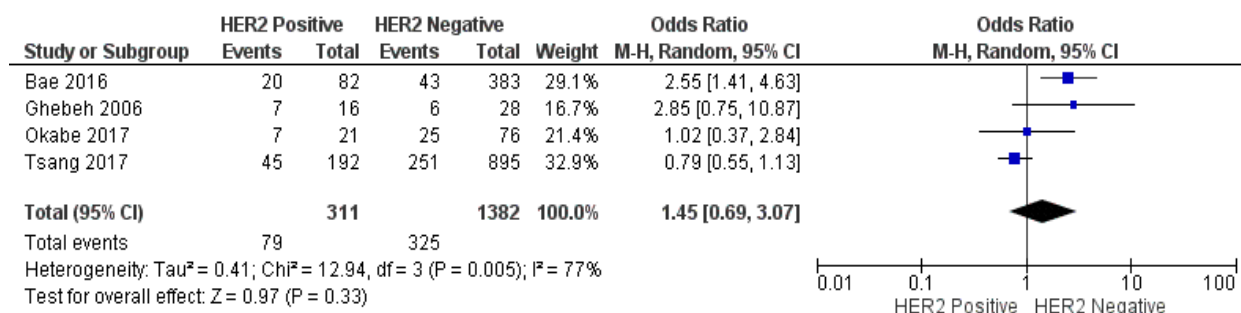 HER2 Positive HER2 Negative Odds Ratio Odds Ratio
Study or Subgroup Events Total Events Total Weight M-H, Random, 95% CI M-H, Random, 95% CI
Bae 2016 20 82 43 383 29.1% 2.55 [1.41, 4.63]
Ghebeh 2006 7 16 6 28 16.7% 2.85 [0.75, 10.87]
Okabe 2017 7 21 25 76 21.4% 1.02 [0.37, 2.84]
Tsang 2017 45 192 251 895 32.9% 0.79 [0.55, 1.13]
Total (95% CI) 311 1382 100.0% 1.45 [0.69, 3.07]
Total events 79 325
Heterogeneity: Tau² = 0.41; Chi² = 12.94, df = 3 (P = 0.005); I² = 77%
Test for overall effect: Z = 0.97 (P = 0.33)
0.01 0.1 1 10 100
HER2 Positive HER2 Negative